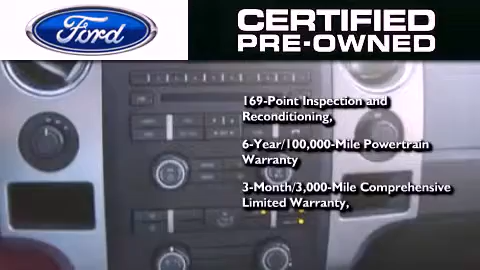 Ford
CERTIFIED
PRE-OWNED
169-Point Inspection and
Reconditioning,
6-Year/100,000-Mile Powertrain
Warranty
3-Month/3,000-Mile Comprehensive
Limited Warranty,